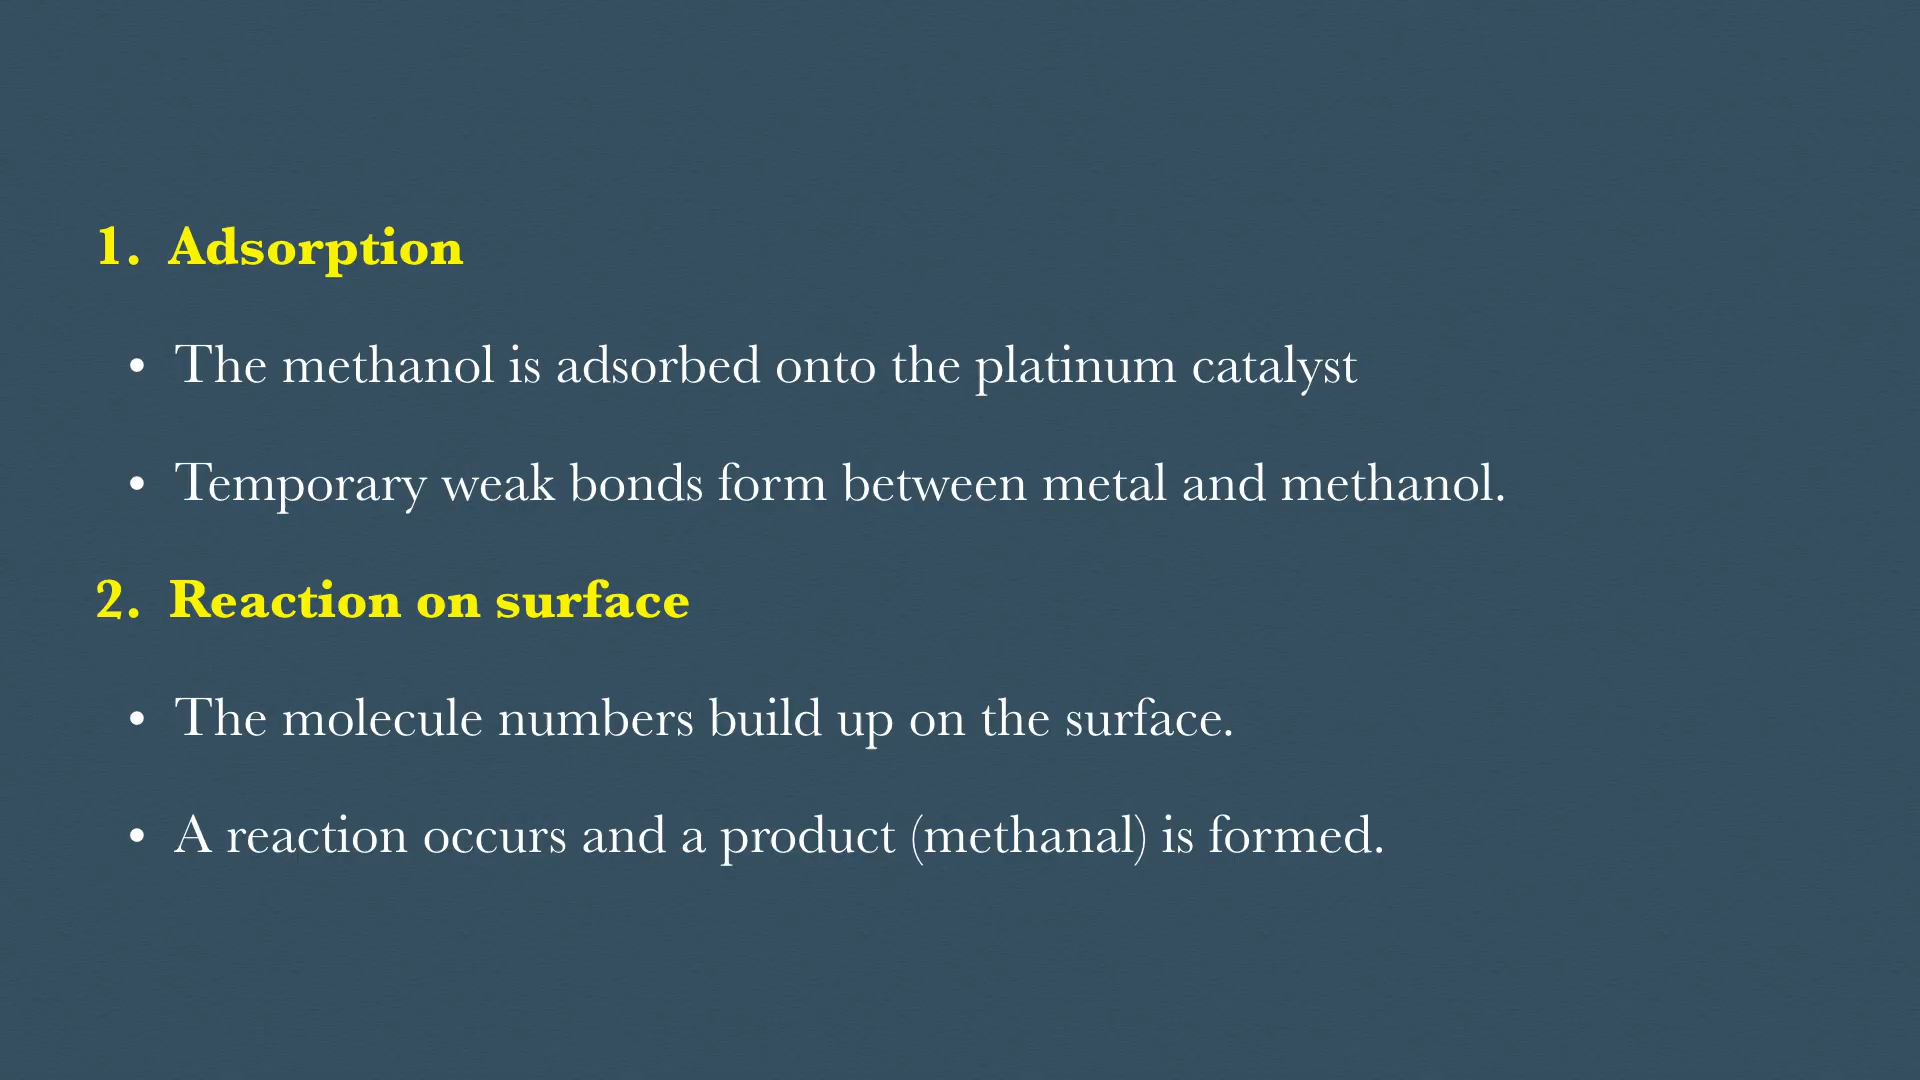 1. Adsorption
• The methanol is adsorbed onto the platinum catalyst
• Temporary weak bonds form between metal and methanol.
2. Reaction on surface
• The molecule numbers build up on the surface.
• A reaction occurs and a product (methanal) is formed.